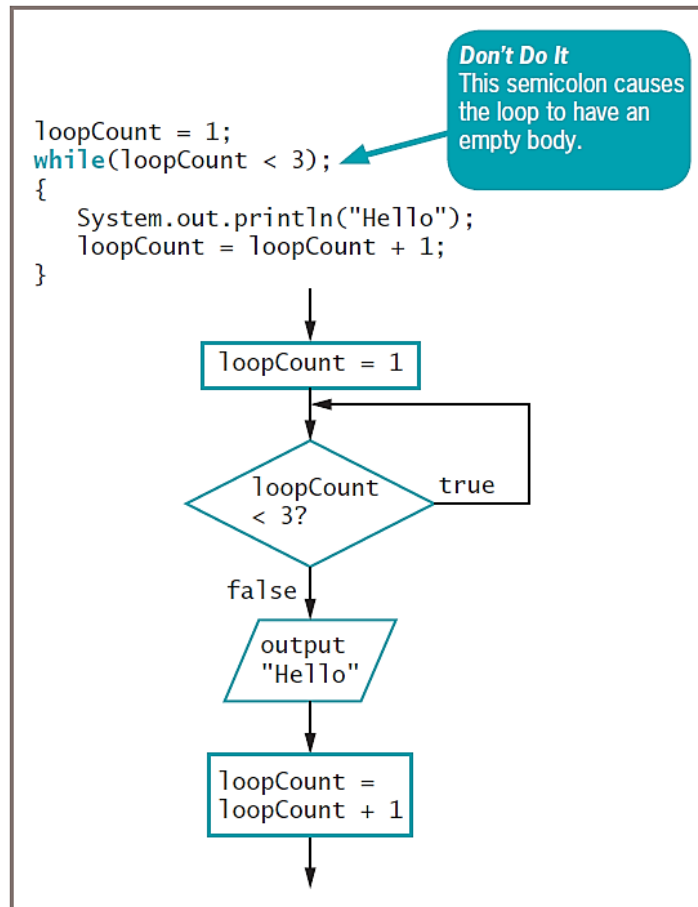 Don't Do It
This semicolon causes
the loop to have an
empty body.
loopCount = 1;
while(loopCount < 3);
{
   System.out.println("Hello");
   loopCount = loopCount + 1;
}
loopCount = 1
loopCount
< 3?
true
false
output
"Hello"
loopCount =
loopCount + 1